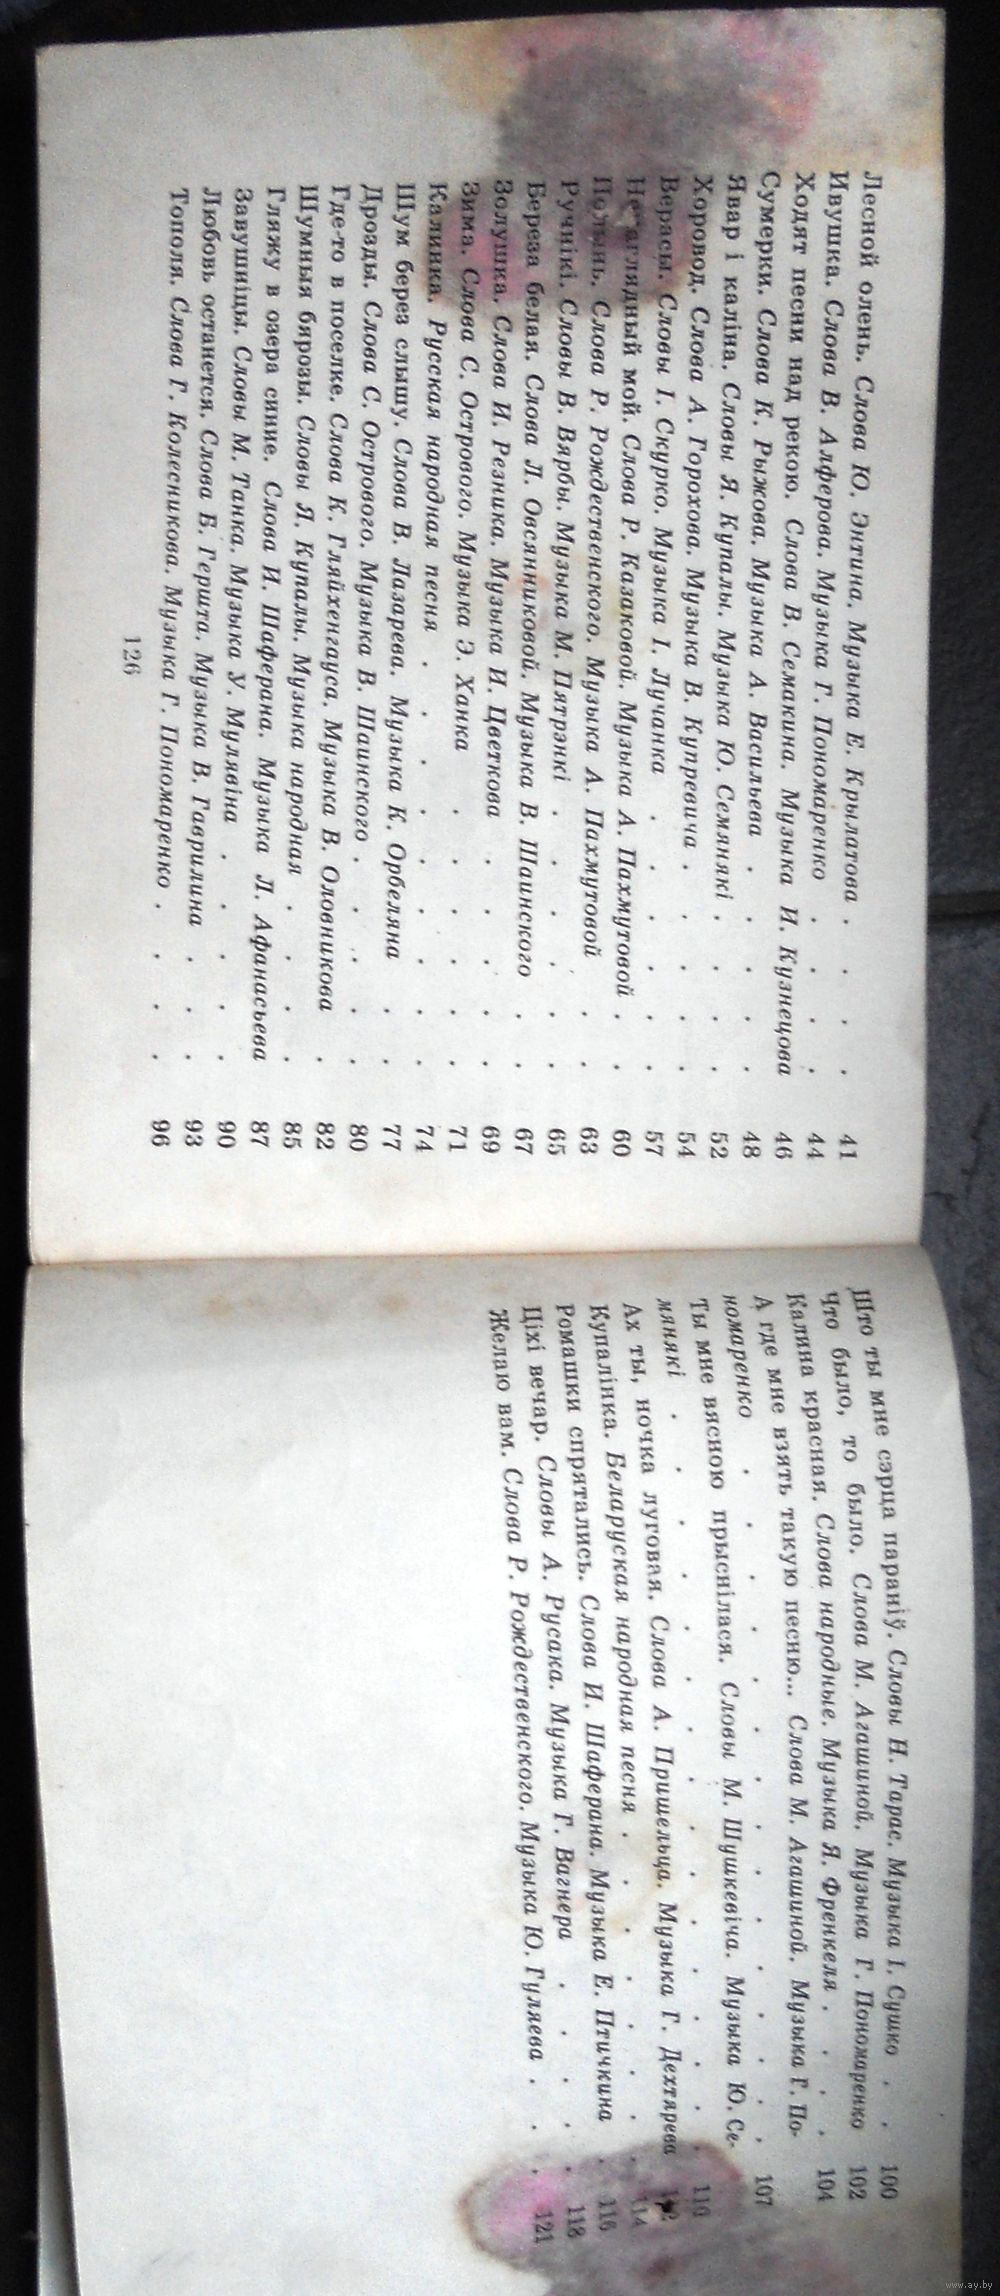 Лесной олень. Слова Ю. Энтина. Музыка Е. Крылатова . . . . 41
Ивушка. Слова В. Алферова. Музыка Г. Пономаренко . . . . 44
Ходят песни над рекою. Слова В. Семакина. Музыка И. Кузнецова 46
Сумерки. Слова К. Рыжова. Музыка А. Васильева . . . . . 48
Явар і каліна. Словы Я. Купалы. Музыка Ю. Семянякі . . . . 52
Хоровод. Слова А. Горохова. Музыка В. Купревича . . . . . 54
Верасы. Словы І. Скурко. Музыка І. Лучанка . . . . . . 57
Ненаглядный мой. Слова Р. Казаковой. Музыка А. Пахмутовой . . 60
Полынь. Слова Р. Рождественского. Музыка А. Пахмутовой . . 63
Ручнікі. Словы В. Вярбы. Музыка М. Пятрэнкі . . . . . . 65
Береза белая. Слова Л. Овсянниковой. Музыка В. Шаинского . . 67
Золушка. Слова И. Резника. Музыка И. Цветкова . . . . . 69
Зима. Слова С. Острового. Музыка Э. Ханка . . . . . . 71
Калинка. Русская народная песня . . . . . . . . . 74
Шум берез слышу. Слова В. Лазарева. Музыка К. Орбеляна . . 77
Дрозды. Слова С. Острового. Музыка В. Шаинского . . . . . 80
Где-то в поселке. Слова К. Гляйхенгауса. Музыка В. Оловникова . 82
Шумныя бярозы. Словы Я. Купалы. Музыка народная . . . . 85
Гляжу в озера синие. Слова И. Шаферана. Музыка Л. Афанасьева 87
Завушніцы. Словы М. Танка. Музыка У. Мулявіна . . . . . 90
Любовь останется. Слова Б. Гершта. Музыка В. Гаврилина . . . 93
Тополя. Слова Г. Колесникова. Музыка Г. Пономаренко . . . . 96
126
Што ты мне сэрца параніў. Словы Н. Тарас. Музыка І. Сушко . . 100
Что было, то было. Слова М. Агашиной. Музыка Г. Пономаренко 102
Калина красная. Слова народные. Музыка Я. Френкеля . . . . 104
А где мне взять такую песню... Слова М. Агашиной. Музыка Г. По-
номаренко . . . . . . . . . . . . . . 107
Ты мне вясною прыснілася. Словы М. Шушкевіча. Музыка Ю. Се-
мянякі . . . . . . . . . . . . . . . 110
Ах ты, ночка луговая. Слова А. Пришельца. Музыка Г. Дехтярева
Купалінка. Беларуская народная песня . . . . . . . . 114
Ромашки спрятались. Слова И. Шаферана. Музыка Е. Птичкина . 116
Ціхі вечар. Словы А. Русака. Музыка Г. Вагнера . . . . . 118
Желаю вам. Слова Р. Рождественского. Музыка Ю. Гуляева . . . 121
www.ay.by